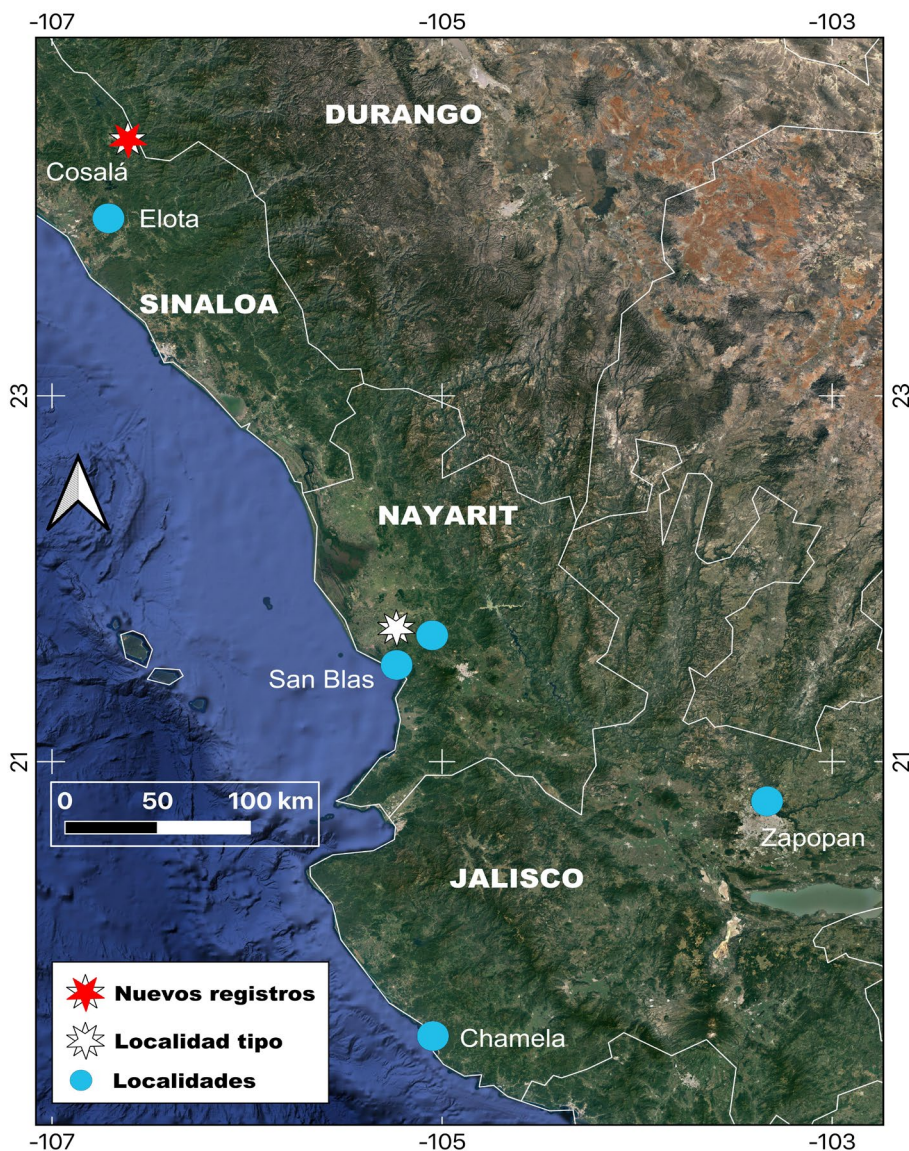 -107 -105 -103
DURANGO
Cosalá
Elota
SINALOA
23 23
NAYARIT
San Blas
21 21
0 50 100 km
Zapopan
JALISCO
Nuevos registros
Localidad tipo
Chamela
Localidades
-107 -105 -103